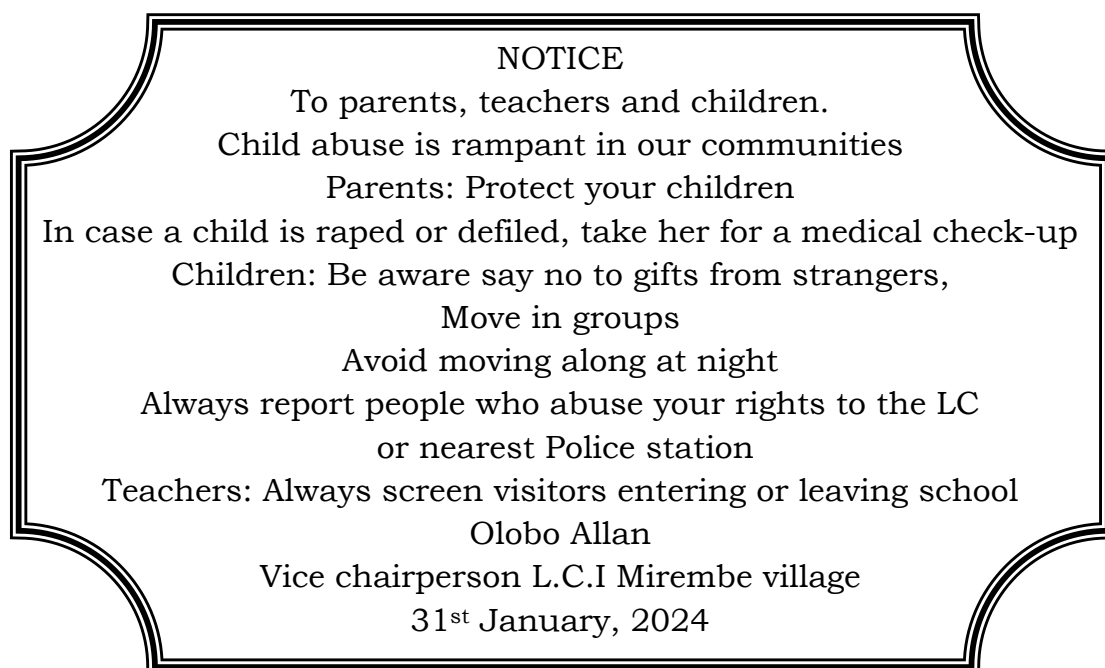 NOTICE
To parents, teachers and children.
Child abuse is rampant in our communities
Parents: Protect your children
In case a child is raped or defiled, take her for a medical check-up
Children: Be aware say no to gifts from strangers,
Move in groups
Avoid moving along at night
Always report people who abuse your rights to the LC
or nearest Police station
Teachers: Always screen visitors entering or leaving school
Olobo Allan
Vice chairperson L.C.I Mirembe village
31st January, 2024